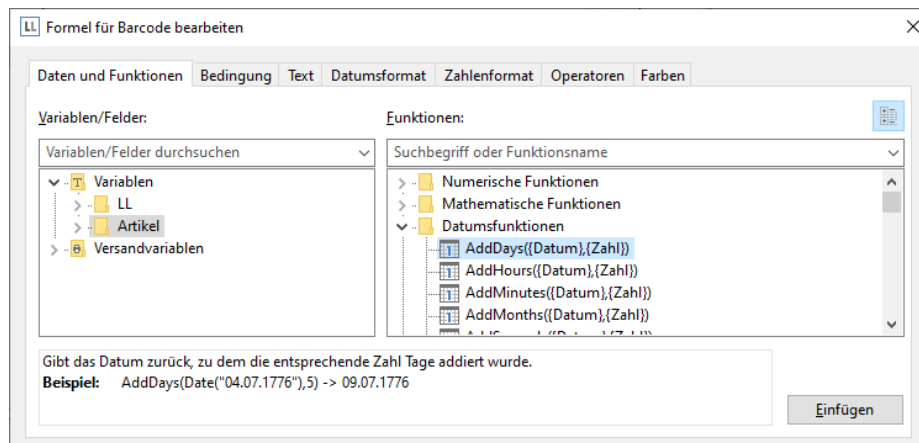 LL Formel für Barcode bearbeiten
Daten und Funktionen Bedingung Text Datumsformat Zahlenformat Operatoren Farben
Variablen/Felder: Funktionen:
Variablen/Felder durchsuchen Suchbegriff oder Funktionsname
Variablen Numerische Funktionen
LL Mathematische Funktionen
Artikel Datumsfunktionen
Versandvariablen AddDays({Datum},{Zahl})
AddHours({Datum},{Zahl})
AddMinutes({Datum},{Zahl})
AddMonths({Datum},{Zahl})
Gibt das Datum zurück, zu dem die entsprechende Zahl Tage addiert wurde.
Beispiel: AddDays(Date("04.07.1776"),5) -> 09.07.1776
Einfügen